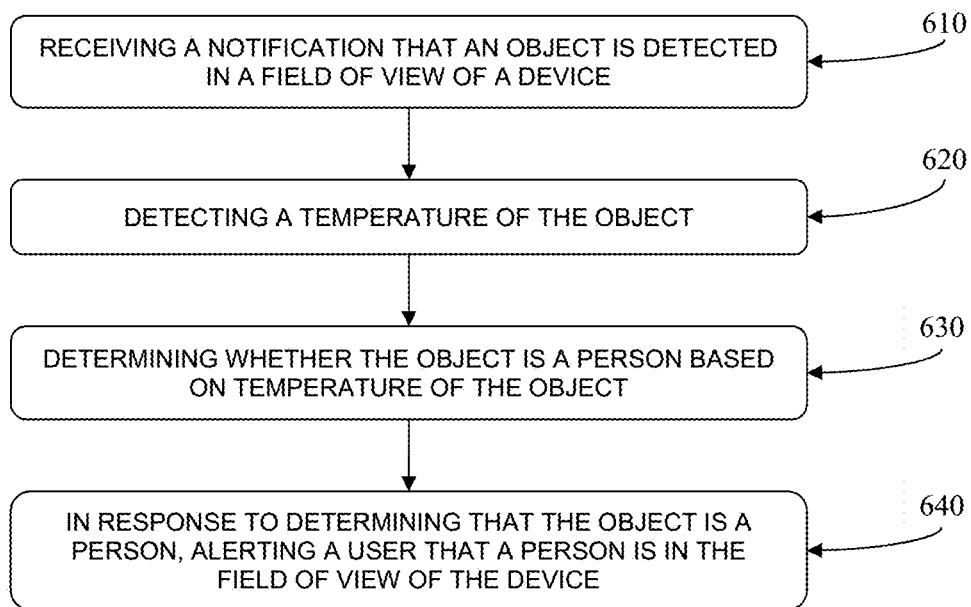 610
RECEIVING A NOTIFICATION THAT AN OBJECT IS DETECTED
IN A FIELD OF VIEW OF A DEVICE
620
DETECTING A TEMPERATURE OF THE OBJECT
630
DETERMINING WHETHER THE OBJECT IS A PERSON BASED
ON TEMPERATURE OF THE OBJECT
640
IN RESPONSE TO DETERMINING THAT THE OBJECT IS A
PERSON, ALERTING A USER THAT A PERSON IS IN THE
FIELD OF VIEW OF THE DEVICE